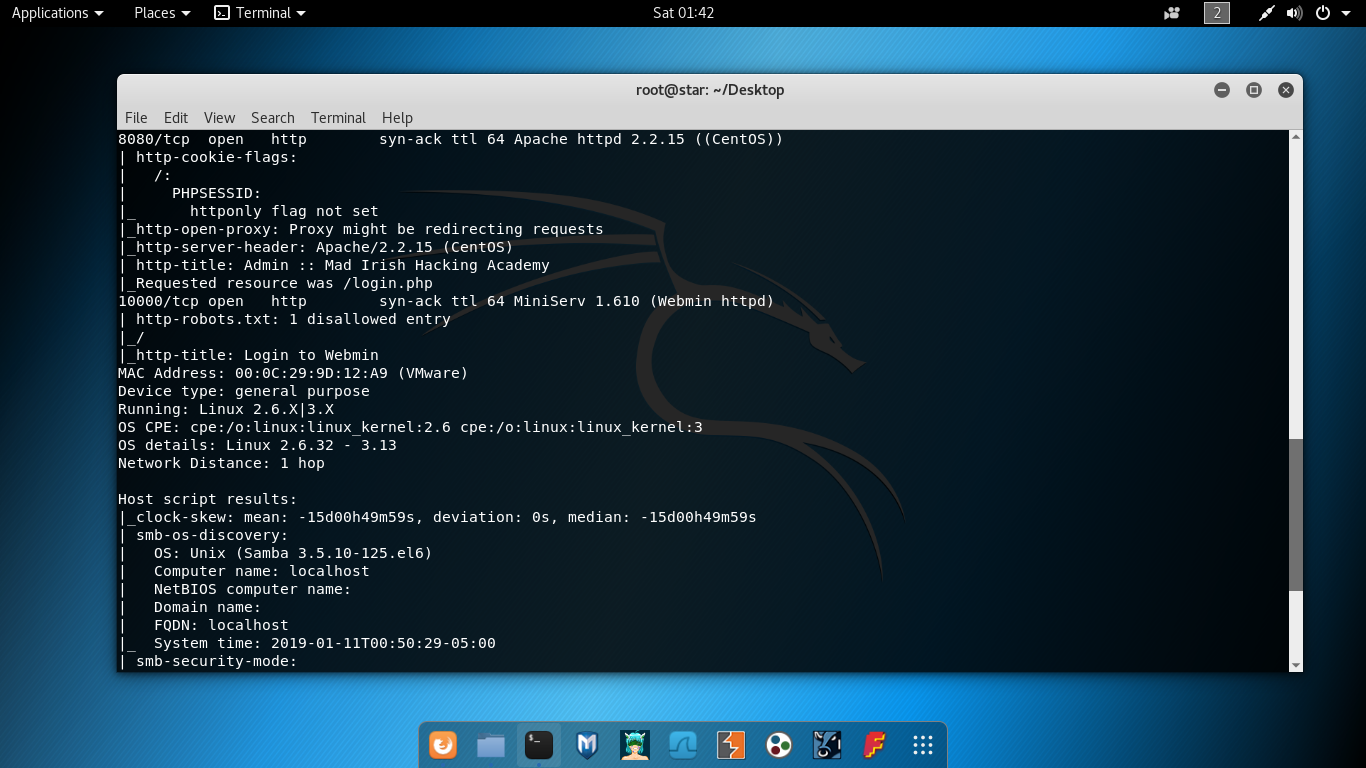 Applications Places Terminal Sat 01:42 2
root@star: ~/Desktop
File Edit View Search Terminal Help
8080/tcp  open   http        syn-ack ttl 64 Apache httpd 2.2.15 ((CentOS))
| http-cookie-flags:
|   /:
|     PHPSESSID:
|_      httponly flag not set
|_http-open-proxy: Proxy might be redirecting requests
|_http-server-header: Apache/2.2.15 (CentOS)
| http-title: Admin :: Mad Irish Hacking Academy
|_Requested resource was /login.php
10000/tcp open   http        syn-ack ttl 64 MiniServ 1.610 (Webmin httpd)
| http-robots.txt: 1 disallowed entry
|_/
|_http-title: Login to Webmin
MAC Address: 00:0C:29:9D:12:A9 (VMware)
Device type: general purpose
Running: Linux 2.6.X|3.X
OS CPE: cpe:/o:linux:linux_kernel:2.6 cpe:/o:linux:linux_kernel:3
OS details: Linux 2.6.32 - 3.13
Network Distance: 1 hop
Host script results:
|_clock-skew: mean: -15d00h49m59s, deviation: 0s, median: -15d00h49m59s
| smb-os-discovery:
|   OS: Unix (Samba 3.5.10-125.el6)
|   Computer name: localhost
|   NetBIOS computer name:
|   Domain name:
|   FQDN: localhost
|_  System time: 2019-01-11T00:50:29-05:00
| smb-security-mode: